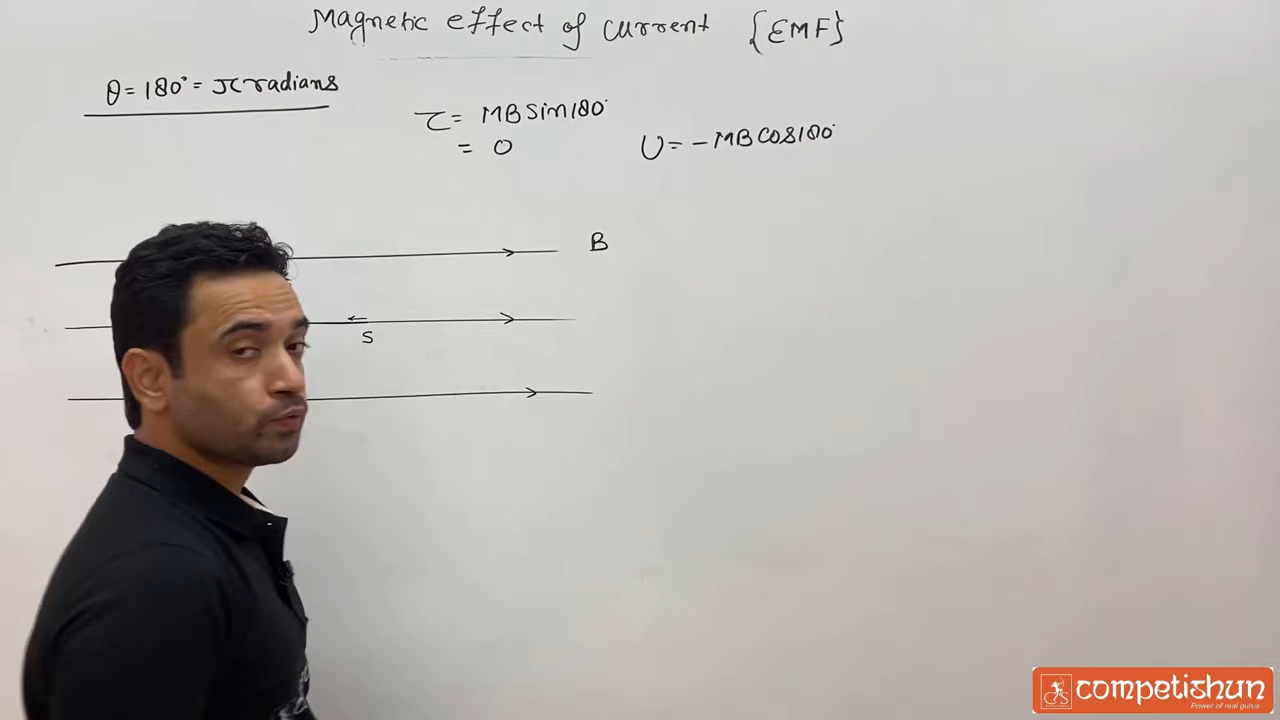 Magnetic effect of current {EMF}
θ = 180° = π radians
τ = MB Sin180°
= 0
U = - MB Cos180°
B
S
competishun
Power of real gurus